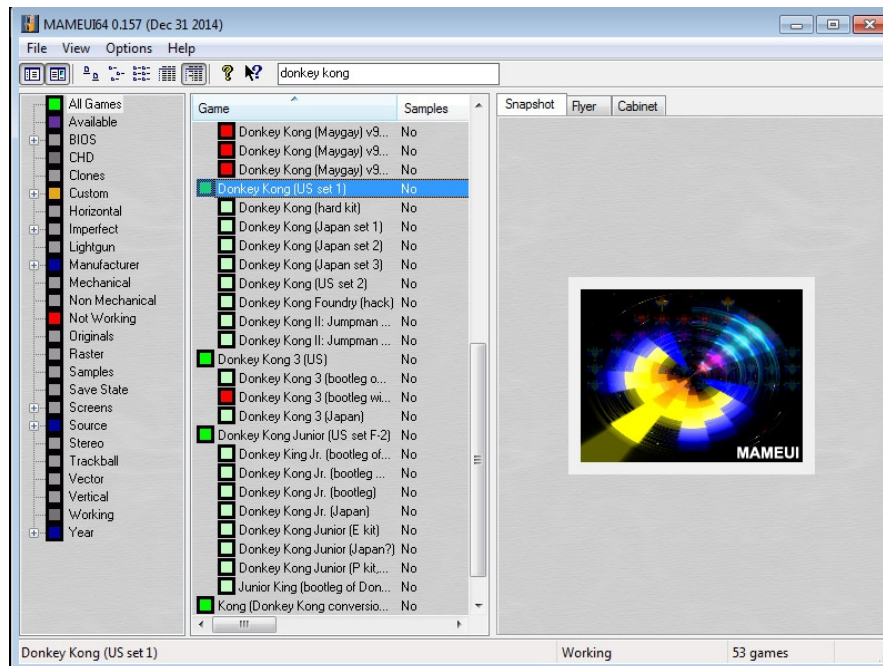 MAMEUI64 0.157 (Dec 31 2014)
File View Options Help
donkey kong
All Games
Available
BIOS
CHD
Clones
Custom
Horizontal
Imperfect
Lightgun
Manufacturer
Mechanical
Non Mechanical
Not Working
Originals
Raster
Samples
Save State
Screens
Source
Stereo
Trackball
Vector
Vertical
Working
Year
Game Samples
Donkey Kong (Maygay) v9... No
Donkey Kong (Maygay) v9... No
Donkey Kong (Maygay) v9... No
Donkey Kong (US set 1) No
Donkey Kong (hard kit) No
Donkey Kong (Japan set 1) No
Donkey Kong (Japan set 2) No
Donkey Kong (Japan set 3) No
Donkey Kong (US set 2) No
Donkey Kong Foundry (hack) No
Donkey Kong II: Jumpman ... No
Donkey Kong II: Jumpman ... No
Donkey Kong 3 (US) No
Donkey Kong 3 (bootleg o... No
Donkey Kong 3 (bootleg wi... No
Donkey Kong 3 (Japan) No
Donkey Kong Junior (US set F-2) No
Donkey King Jr. (bootleg of... No
Donkey Kong Jr. (bootleg ... No
Donkey Kong Jr. (bootleg) No
Donkey Kong Jr. (Japan) No
Donkey Kong Junior (E kit) No
Donkey Kong Junior (Japan?) No
Donkey Kong Junior (P kit,... No
Junior King (bootleg of Don... No
Kong (Donkey Kong conversio... No
Snapshot Flyer Cabinet
MAMEUI
Donkey Kong (US set 1) Working 53 games